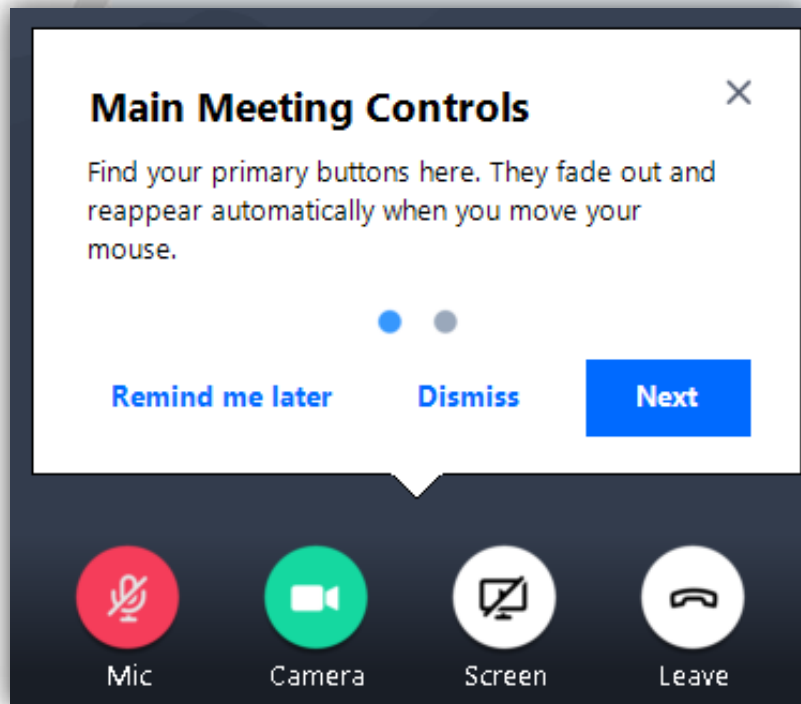 Main Meeting Controls
Find your primary buttons here. They fade out and
reappear automatically when you move your
mouse.
Remind me later Dismiss Next
Mic Camera Screen Leave